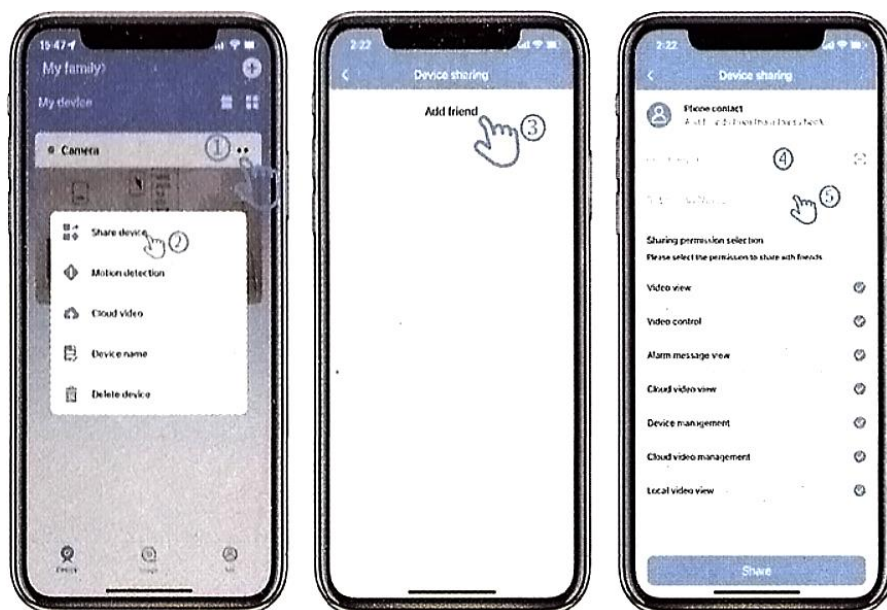 15:47
My family
My device
Camera
①
Share device
②
Motion detection
Cloud video
Device name
Delete device
Device
2:22
Device sharing
Add friend
③
2:22
Device sharing
Phone contact
④
⑤
Sharing permission selection
Please select the permission to share with friends
Video view
Video control
Alarm message view
Cloud video view
Device management
Cloud video management
Local video view
Share